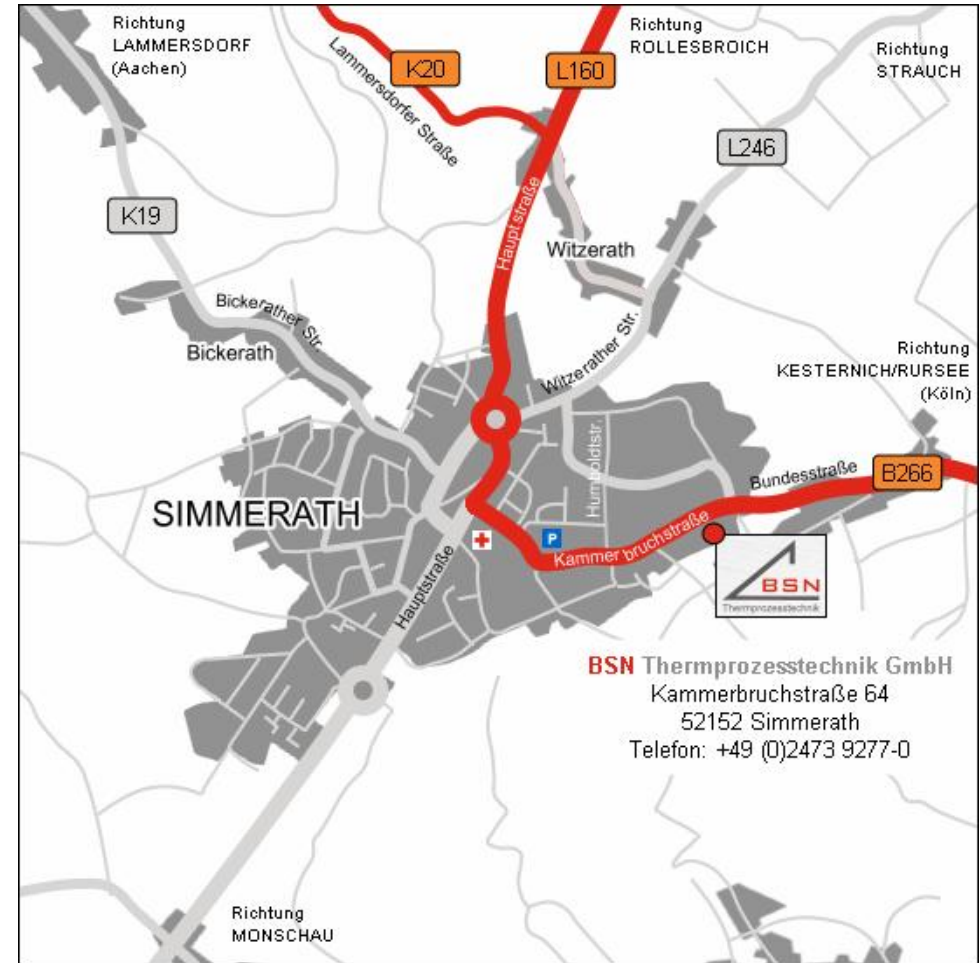 Richtung
LAMMERSDORF
(Aachen)
K20
L160
Richtung
ROLLESBROICH
Richtung
STRAUCH
Lammersdorfer Straße
L246
K19
Hauptstraße
Witzerath
Bickerather Str.
Bickerath
Witzerather Str.
Richtung
KESTERNICH/RURSEE
(Köln)
Humboldtstr.
Bundesstraße
B266
SIMMERATH
P
Kammerbruchstraße
Hauptstraße
BSN
Thermprozesstechnik
BSN Thermprozesstechnik GmbH
Kammerbruchstraße 64
52152 Simmerath
Telefon: +49 (0)2473 9277-0
Richtung
MONSCHAU